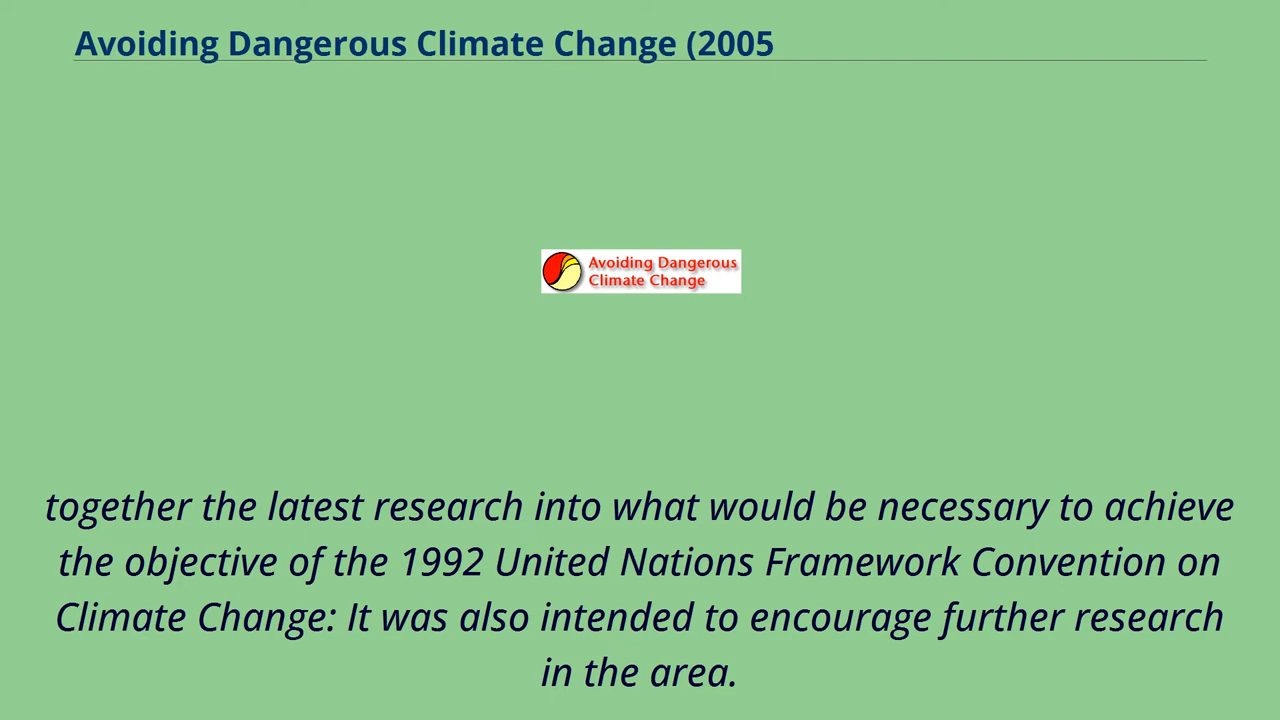 Avoiding Dangerous Climate Change (2005
Avoiding Dangerous
Climate Change
together the latest research into what would be necessary to achieve
the objective of the 1992 United Nations Framework Convention on
Climate Change: It was also intended to encourage further research
in the area.